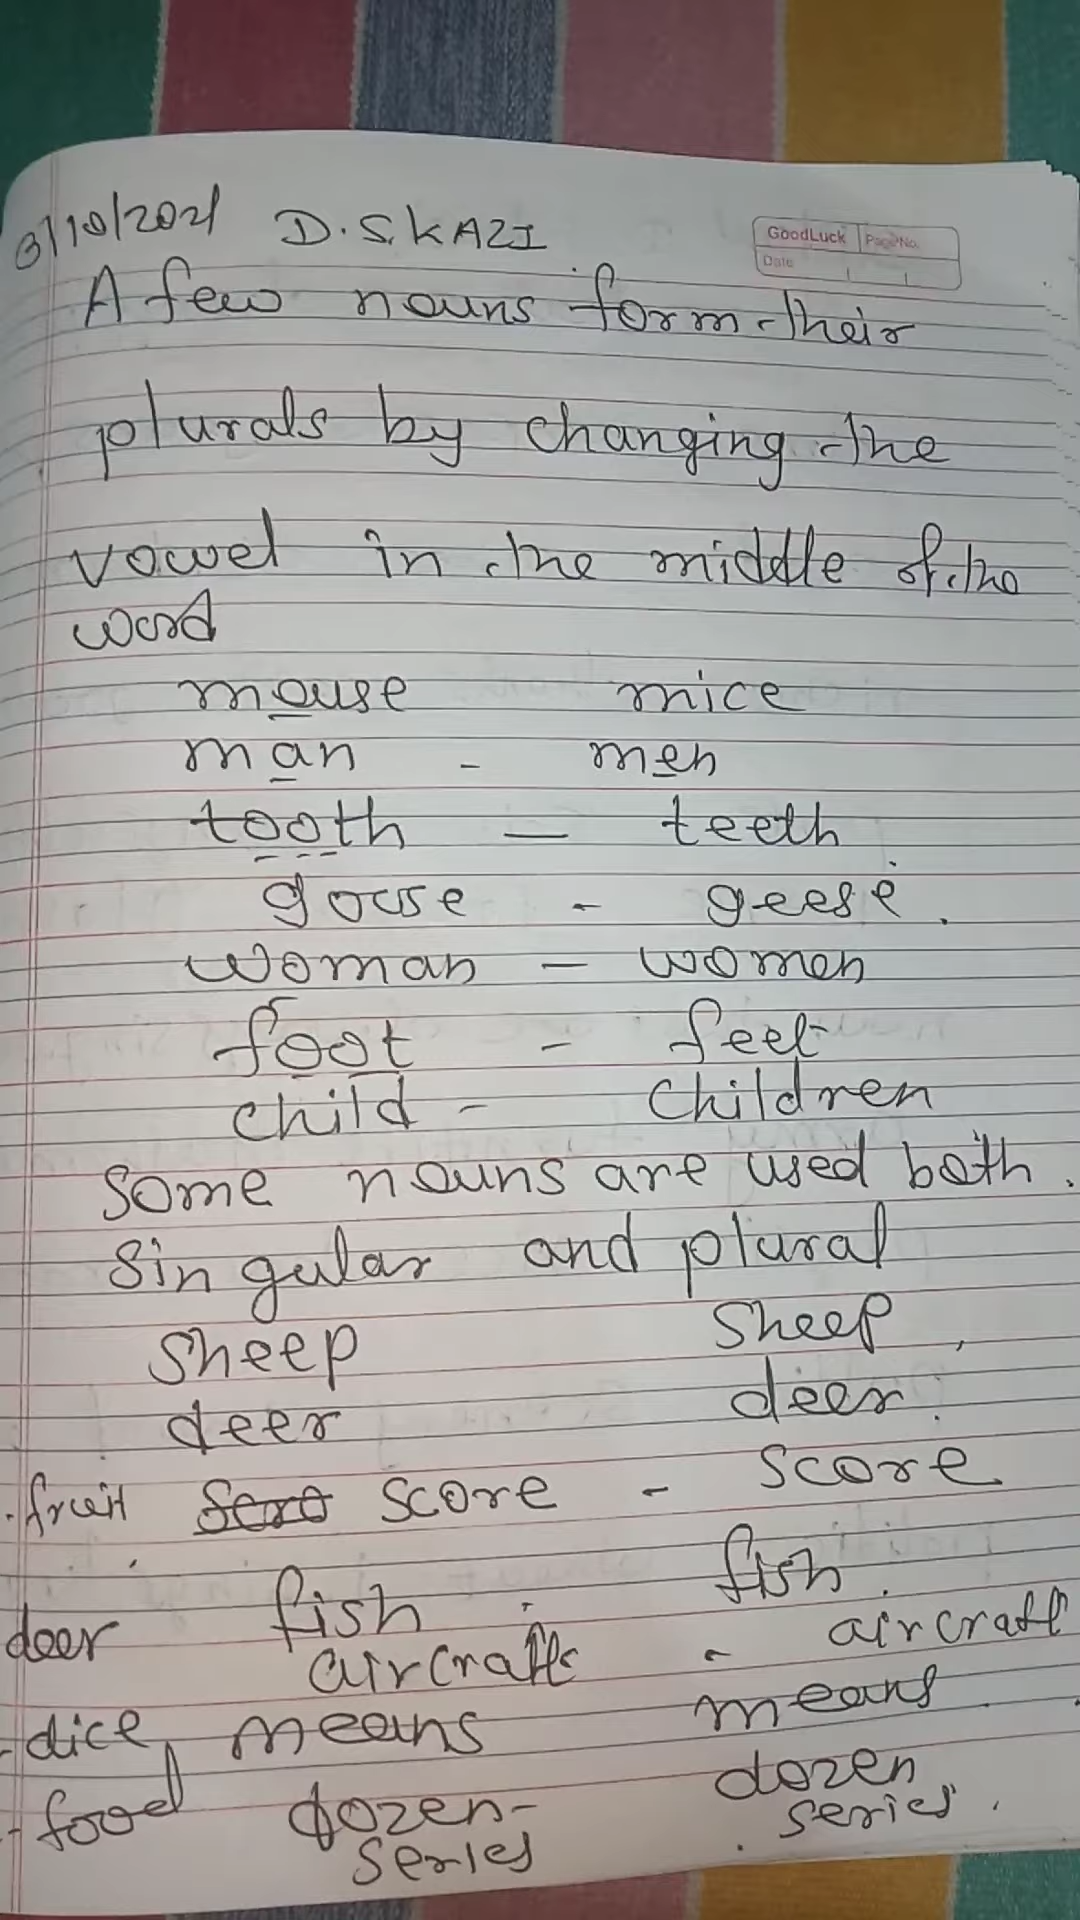 3/10/2021 D.S.KAZI
GoodLuck Page No.
Date
A few nouns form their
plurals by changing the
vowel in the middle of the
word
mouse mice
man - men
tooth - teeth
goose - geese.
woman - women
foot - feet
child - children
Some nouns are used both.
Singular and plural
sheep sheep,
deer deer.
fruit score - score
fish fish.
deer aircraft - aircraft
dice means means
food dozen- dozen
series series.